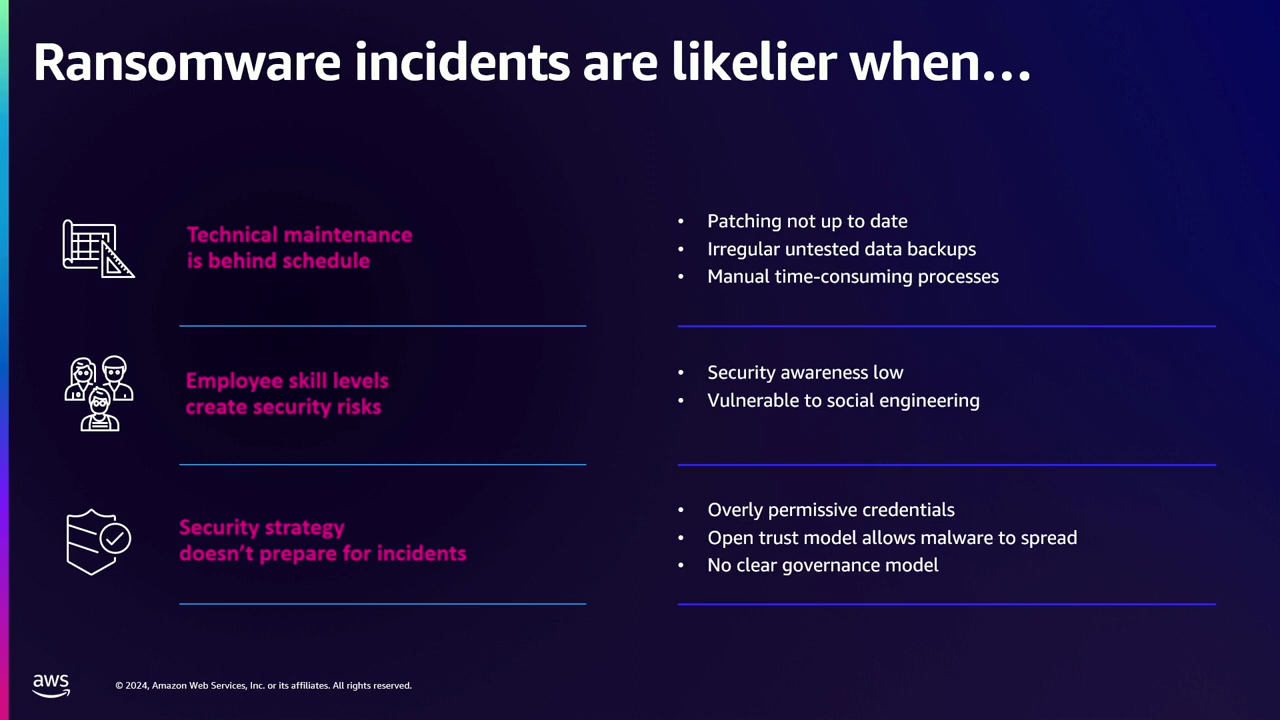 Ransomware incidents are likelier when…
Technical maintenance
is behind schedule
• Patching not up to date
• Irregular untested data backups
• Manual time-consuming processes
Employee skill levels
create security risks
• Security awareness low
• Vulnerable to social engineering
Security strategy
doesn’t prepare for incidents
• Overly permissive credentials
• Open trust model allows malware to spread
• No clear governance model
aws
© 2024, Amazon Web Services, Inc. or its affiliates. All rights reserved.